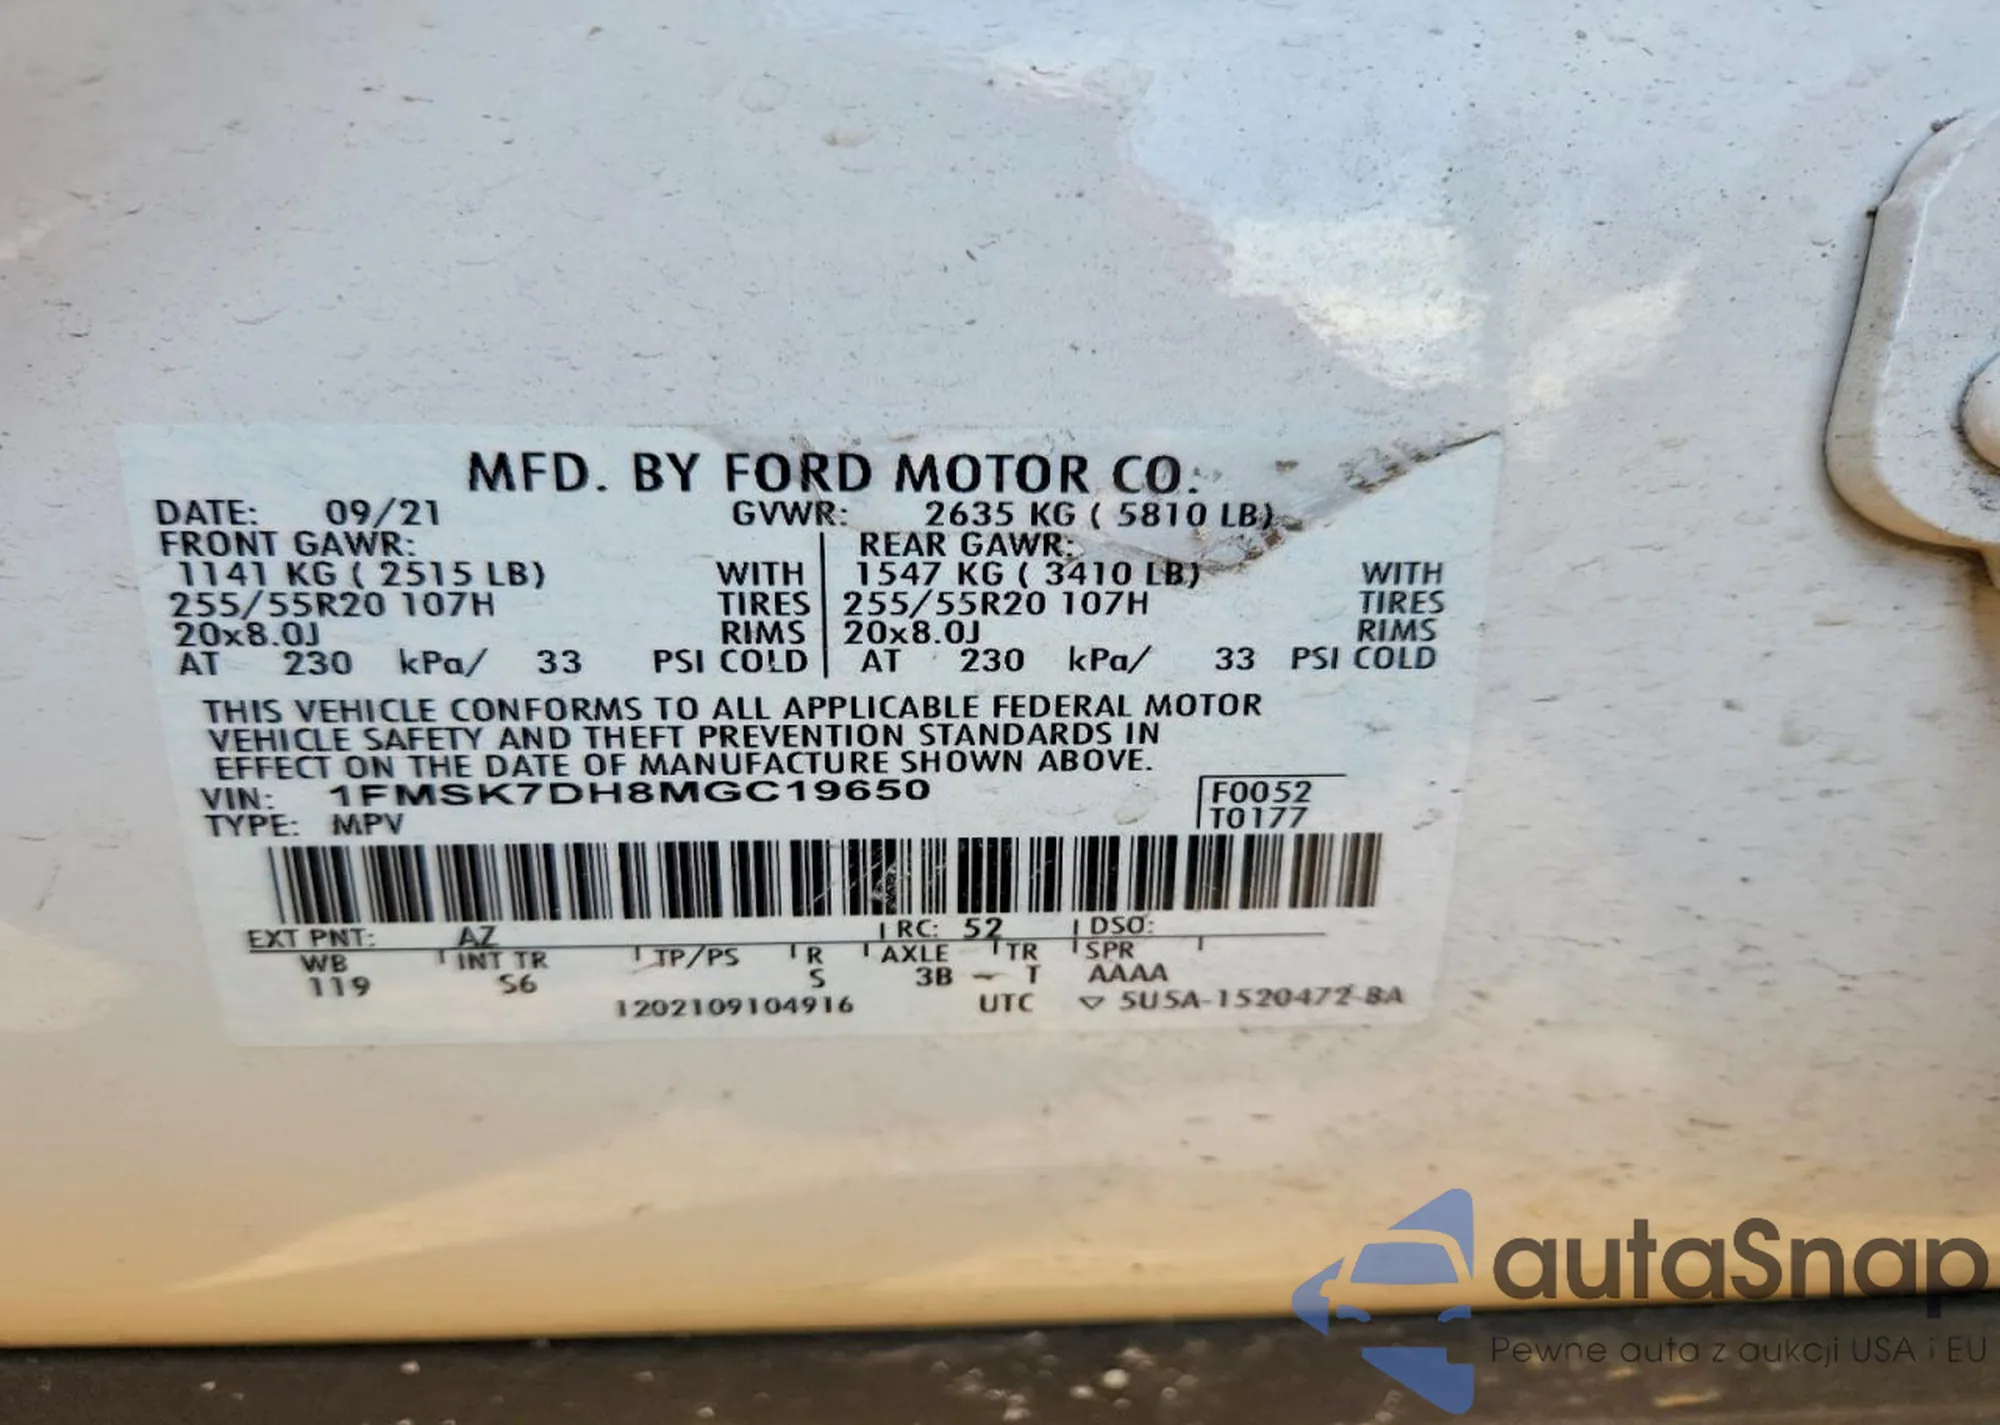 MFD. BY FORD MOTOR CO.
DATE: 09/21 GVWR: 2635 KG ( 5810 LB)
FRONT GAWR: REAR GAWR:
1141 KG ( 2515 LB) WITH 1547 KG ( 3410 LB) WITH
255/55R20 107H TIRES 255/55R20 107H TIRES
20x8.0J RIMS 20x8.0J RIMS
AT 230 kPa/ 33 PSI COLD AT 230 kPa/ 33 PSI COLD
THIS VEHICLE CONFORMS TO ALL APPLICABLE FEDERAL MOTOR
VEHICLE SAFETY AND THEFT PREVENTION STANDARDS IN
EFFECT ON THE DATE OF MANUFACTURE SHOWN ABOVE.
VIN: 1FMSK7DH8MGC19650 F0052
TYPE: MPV T0177
EXT PNT: AZ RC: 52 DSO:
WB INT TR TP/PS R AXLE TR SPR
119 S6 S 3B T AAAA
1202109104916 UTC ▽ 5U5A-1520472-BA
autaSnap
Pewne auta z aukcji USA i EU